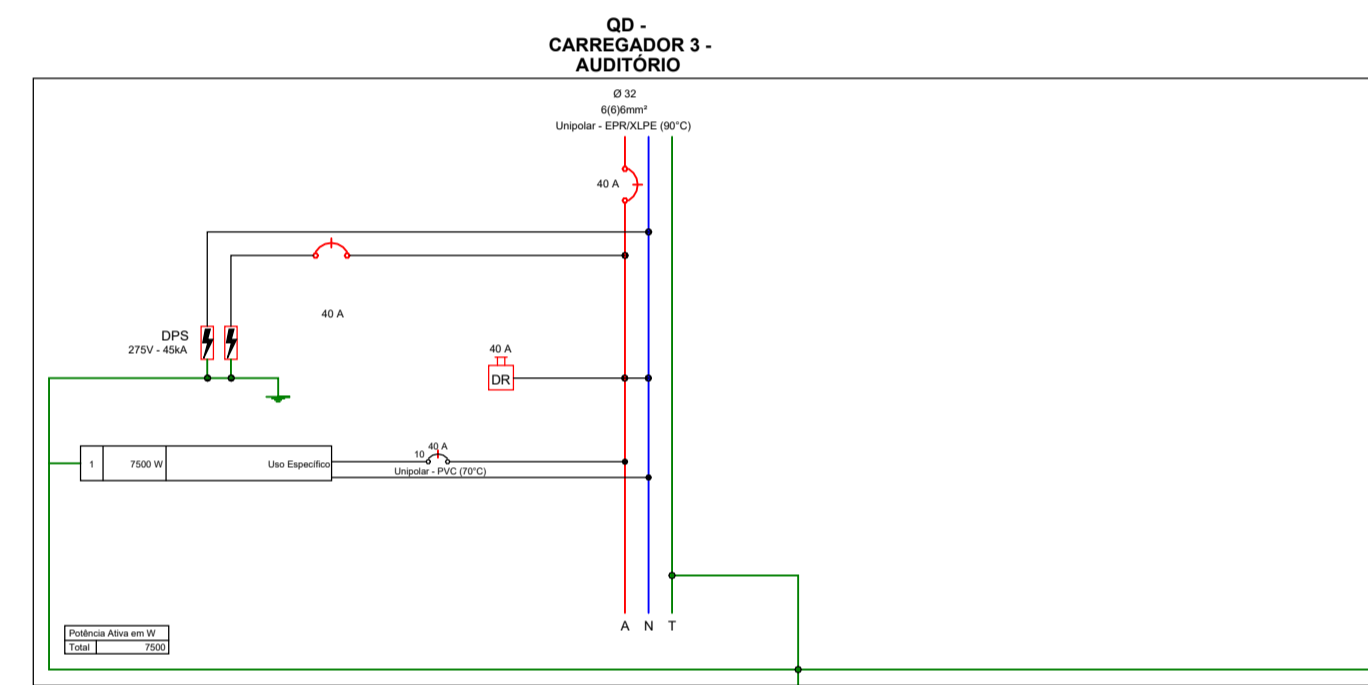 QD -
CARREGADOR 3 -
AUDITÓRIO
Ø 32
6(6)6mm²
Unipolar - EPR/XLPE (90°C)
40 A
40 A
DPS
275V - 45kA
40 A
DR
1 7500 W Uso Específico
40 A
10
Unipolar - PVC (70°C)
A N T
Potência Ativa em W
Total 7500